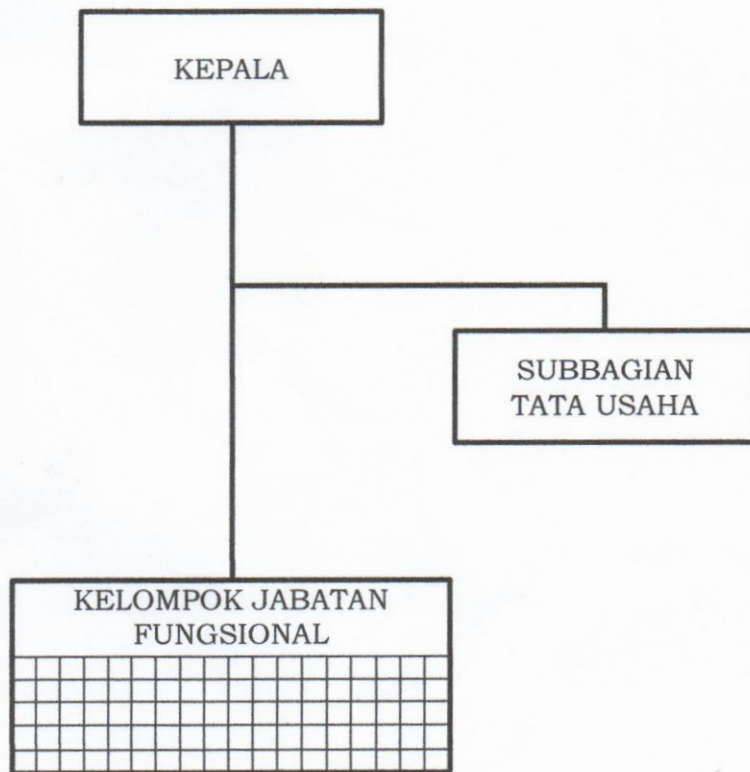 KEPALA
SUBBAGIAN
TATA USAHA
KELOMPOK JABATAN
FUNGSIONAL